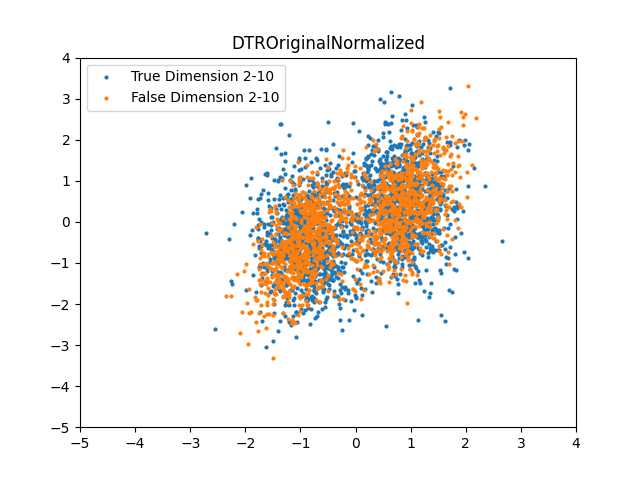 DTROriginalNormalized
True Dimension 2-10
False Dimension 2-10
4
3
2
1
0
−1
−2
−3
−4
−5
−5 −4 −3 −2 −1 0 1 2 3 4